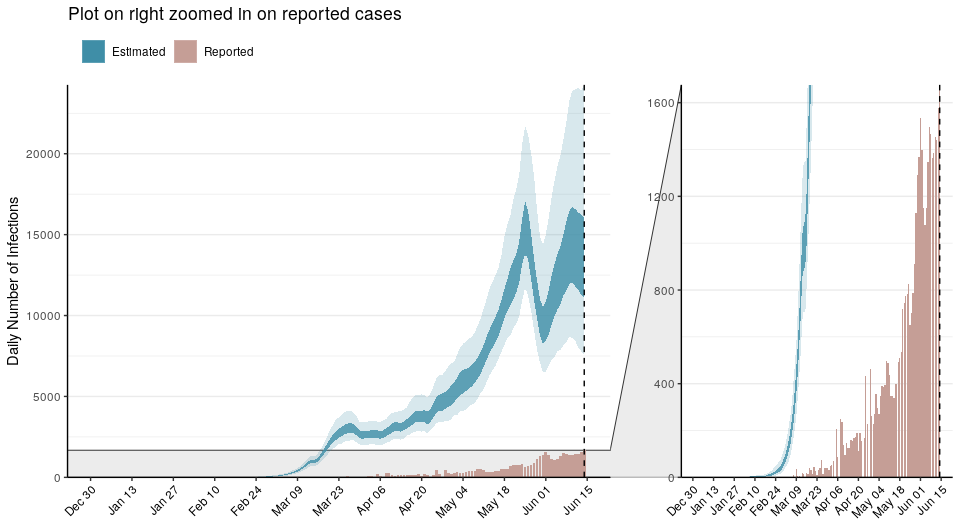 Plot on right zoomed in on reported cases
Estimated Reported
Daily Number of Infections
20000
15000
10000
5000
0
Dec 30 Jan 13 Jan 27 Feb 10 Feb 24 Mar 09 Mar 23 Apr 06 Apr 20 May 04 May 18 Jun 01 Jun 15
1600
1200
800
400
0
Dec 30 Jan 13 Jan 27 Feb 10 Feb 24 Mar 09 Mar 23 Apr 06 Apr 20 May 04 May 18 Jun 01 Jun 15